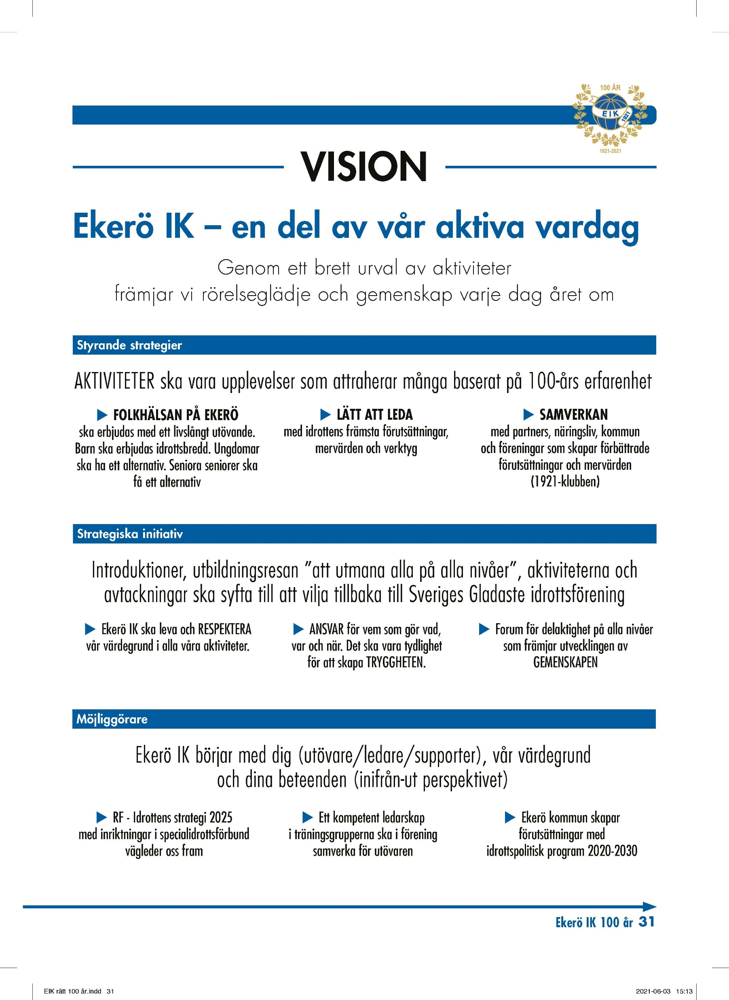 100 ÅR
EIK
1921
1921-2021
VISION
Ekerö IK – en del av vår aktiva vardag
Genom ett brett urval av aktiviteter
främjar vi rörelseglädje och gemenskap varje dag året om
Styrande strategier
AKTIVITETER ska vara upplevelser som attraherar många baserat på 100-års erfarenhet
FOLKHÄLSAN PÅ EKERÖ
ska erbjudas med ett livslångt utövande.
Barn ska erbjudas idrottsbredd. Ungdomar
ska ha ett alternativ. Seniora seniorer ska
få ett alternativ
LÄTT ATT LEDA
med idrottens främsta förutsättningar,
mervärden och verktyg
SAMVERKAN
med partners, näringsliv, kommun
och föreningar som skapar förbättrade
förutsättningar och mervärden
(1921-klubben)
Strategiska initiativ
Introduktioner, utbildningsresan ”att utmana alla på alla nivåer”, aktiviteterna och
avtackningar ska syfta till att vilja tillbaka till Sveriges Gladaste idrottsförening
Ekerö IK ska leva och RESPEKTERA
vår värdegrund i alla våra aktiviteter.
ANSVAR för vem som gör vad,
var och när. Det ska vara tydlighet
för att skapa TRYGGHETEN.
Forum för delaktighet på alla nivåer
som främjar utvecklingen av
GEMENSKAPEN
Möjliggörare
Ekerö IK börjar med dig (utövare/ledare/supporter), vår värdegrund
och dina beteenden (inifrån-ut perspektivet)
RF - Idrottens strategi 2025
med inriktningar i specialidrottsförbund
vägleder oss fram
Ett kompetent ledarskap
i träningsgrupperna ska i förening
samverka för utövaren
Ekerö kommun skapar
förutsättningar med
idrottspolitisk program 2020-2030
Ekerö IK 100 år 31
EIK rätt 100 år.indd 31
2021-06-03 15:13